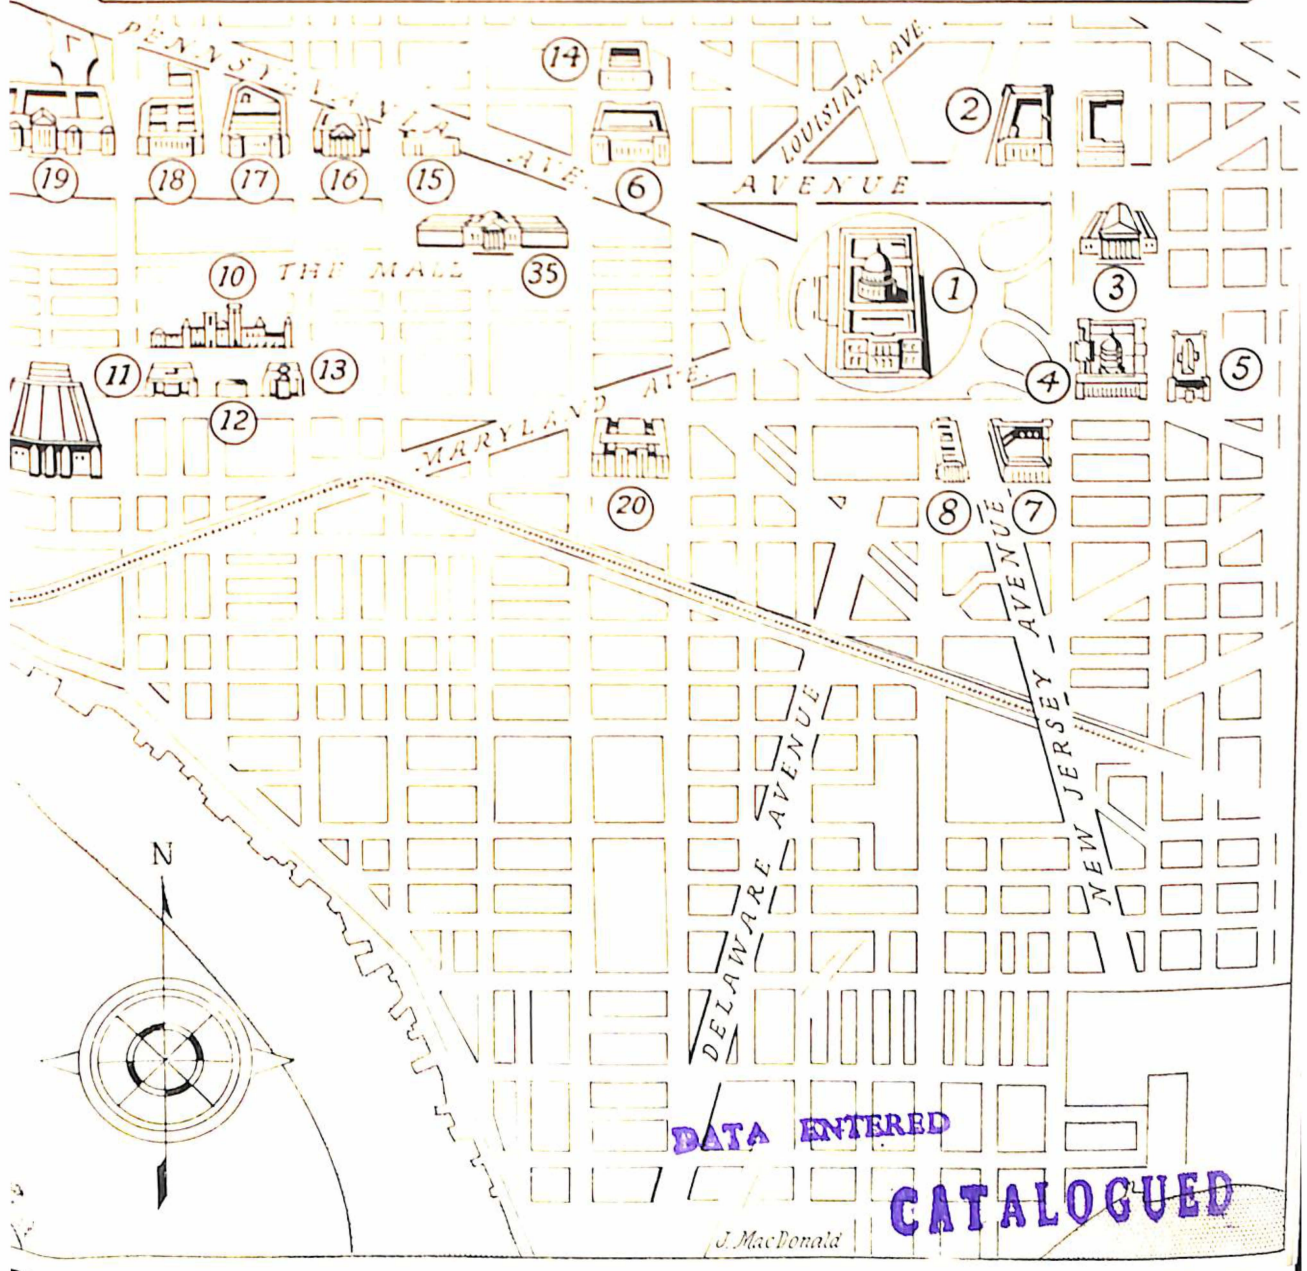 PENNSYLVANIA AVE.
LOUISIANA AVE.
14
2
19
18
17
16
15
6
AVENUE
10
THE MALL
35
1
3
11
12
13
4
5
MARYLAND AVE.
20
8
7
NEW JERSEY AVENUE
DELAWARE AVENUE
N
DATA ENTERED
CATALOGUED
J. MacDonald